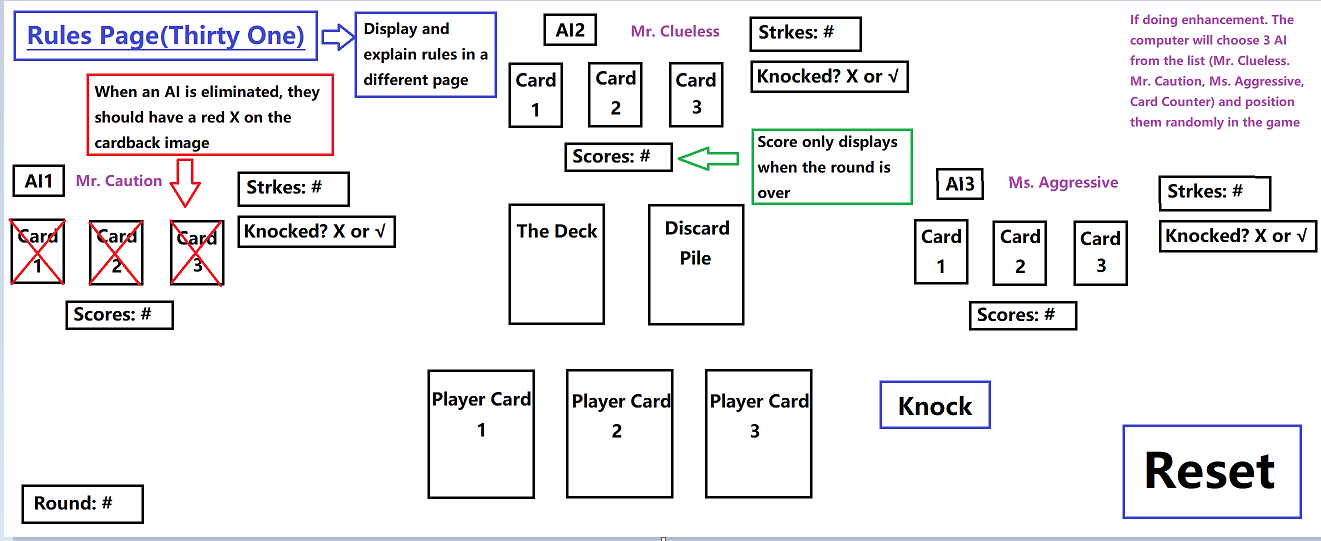 Rules Page(Thirty One)
Display and
explain rules in a
different page
AI2
Mr. Clueless
Strkes: #
Knocked? X or √
Card
1
Card
2
Card
3
Scores: #
If doing enhancement. The
computer will choose 3 AI
from the list (Mr. Clueless.
Mr. Caution, Ms. Aggressive,
Card Counter) and position
them randomly in the game
When an AI is eliminated, they
should have a red X on the
cardback image
Score only displays
when the round is
over
AI1
Mr. Caution
Strkes: #
Knocked? X or √
Card
1
Card
2
Card
3
Scores: #
The Deck
Discard
Pile
AI3
Ms. Aggressive
Strkes: #
Knocked? X or √
Card
1
Card
2
Card
3
Scores: #
Player Card
1
Player Card
2
Player Card
3
Knock
Reset
Round: #